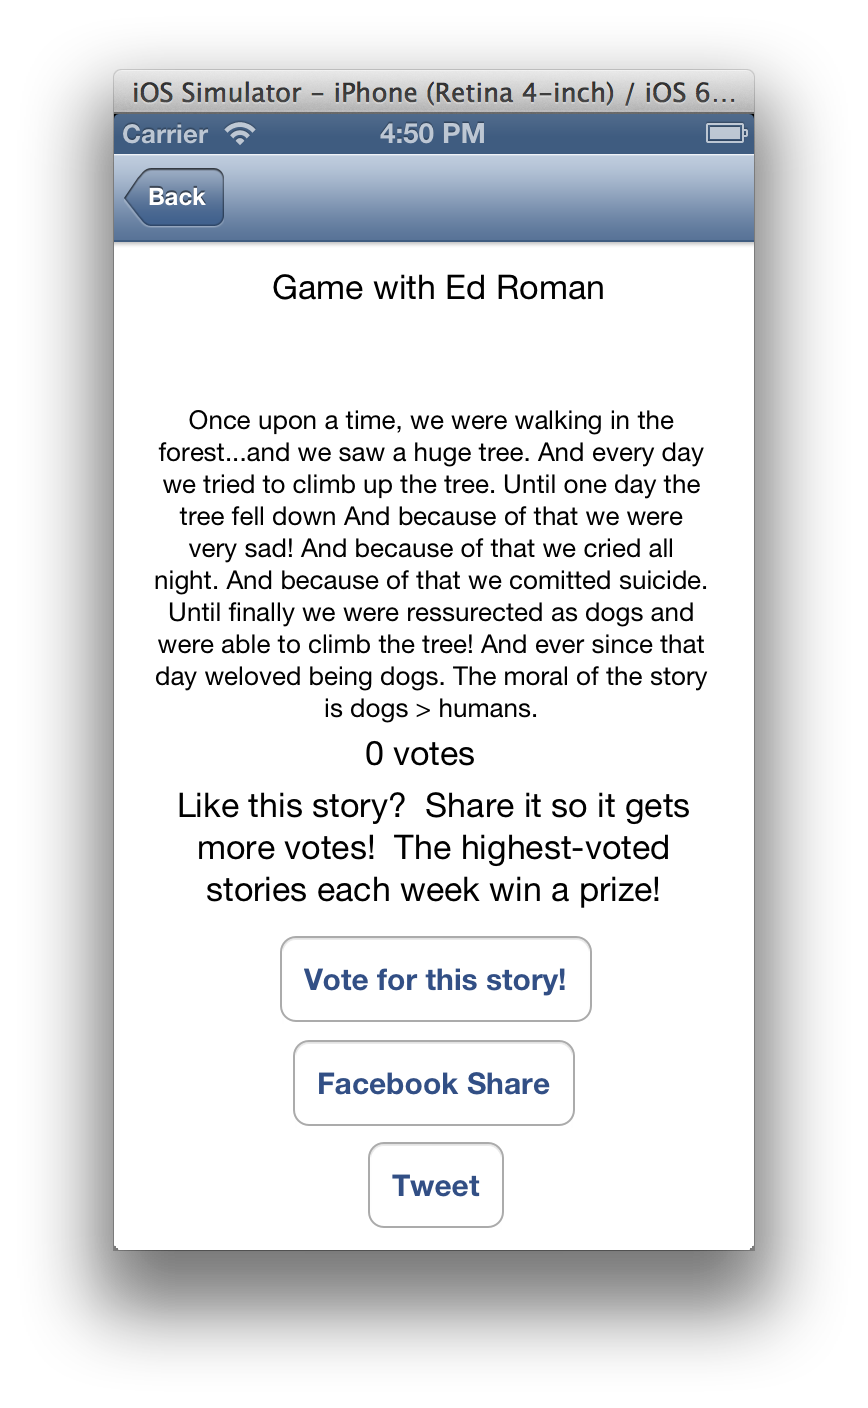 iOS Simulator – iPhone (Retina 4-inch) / iOS 6...
Carrier 4:50 PM
Back
Game with Ed Roman
Once upon a time, we were walking in the
forest...and we saw a huge tree. And every day
we tried to climb up the tree. Until one day the
tree fell down And because of that we were
very sad! And because of that we cried all
night. And because of that we comitted suicide.
Until finally we were ressurected as dogs and
were able to climb the tree! And ever since that
day weloved being dogs. The moral of the story
is dogs > humans.
0 votes
Like this story?  Share it so it gets
more votes!  The highest-voted
stories each week win a prize!
Vote for this story!
Facebook Share
Tweet